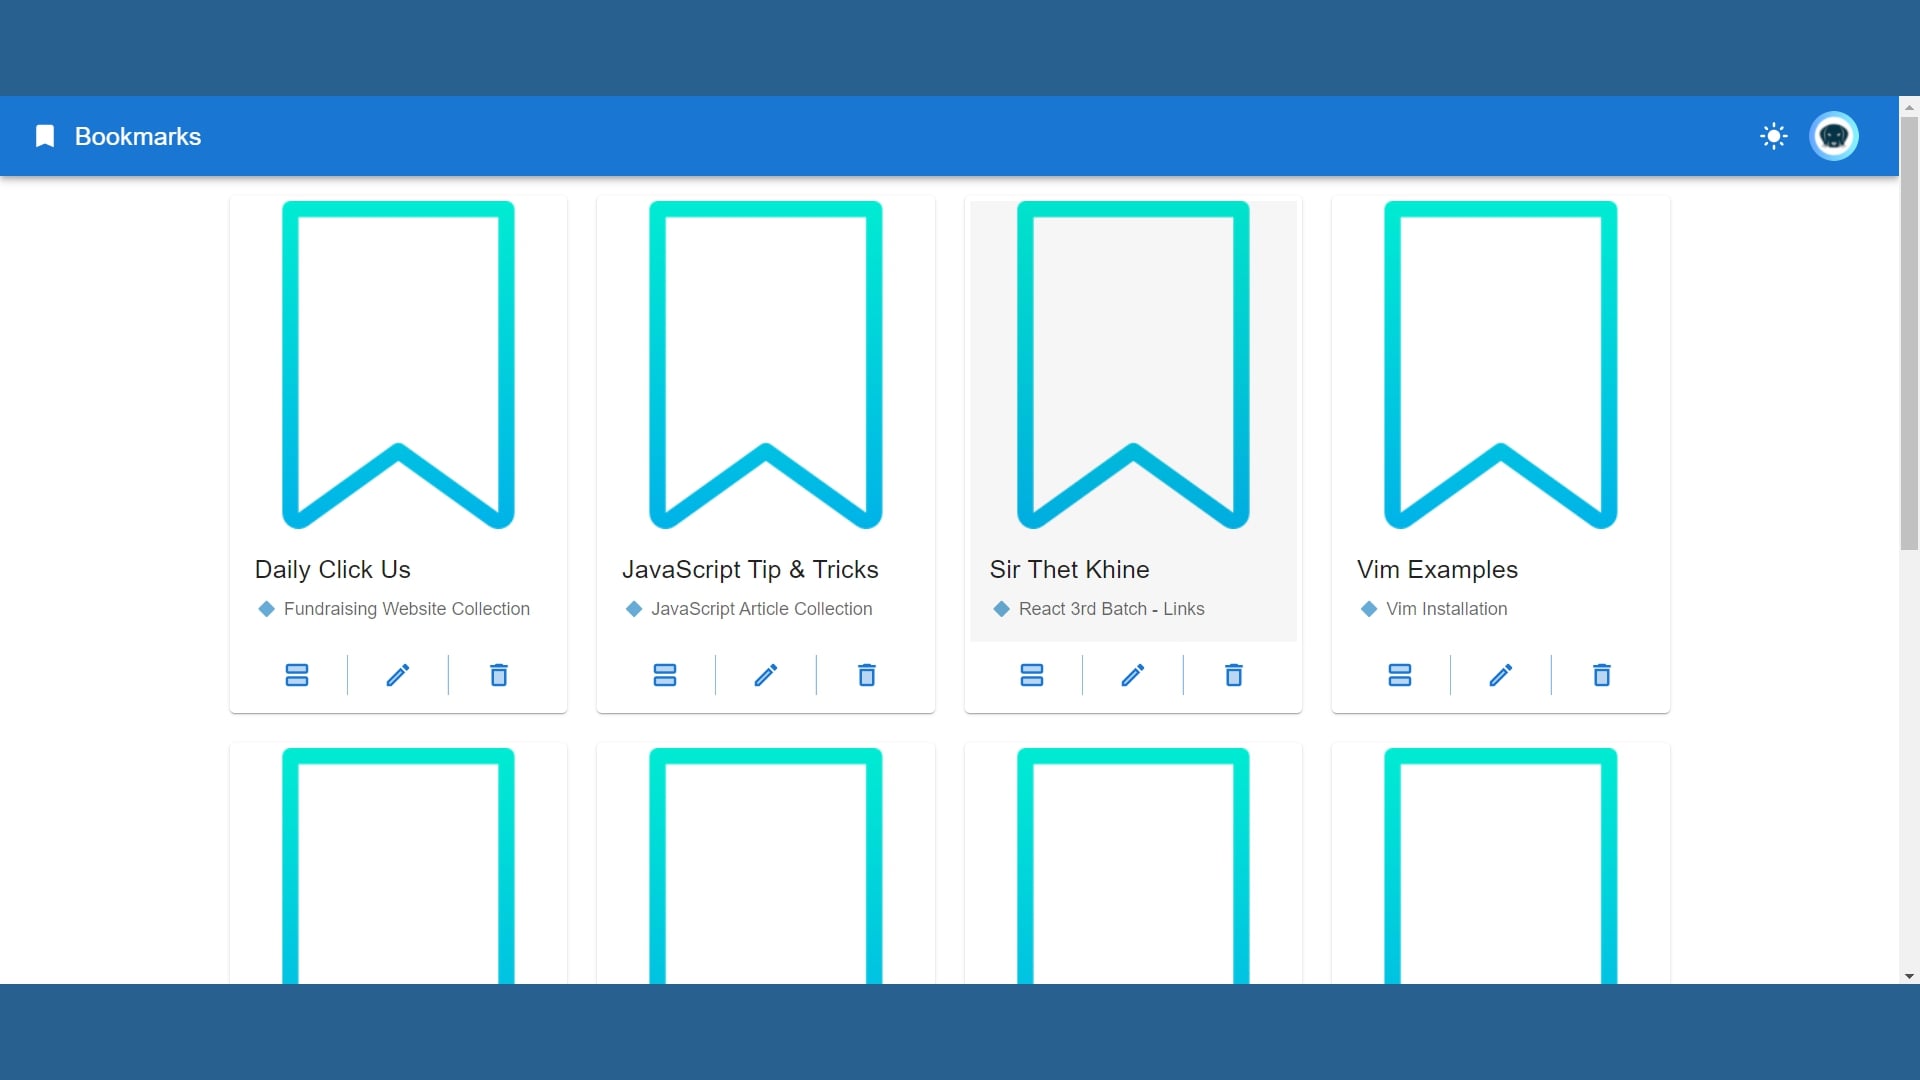 Bookmarks
Daily Click Us
Fundraising Website Collection
JavaScript Tip & Tricks
JavaScript Article Collection
Sir Thet Khine
React 3rd Batch - Links
Vim Examples
Vim Installation